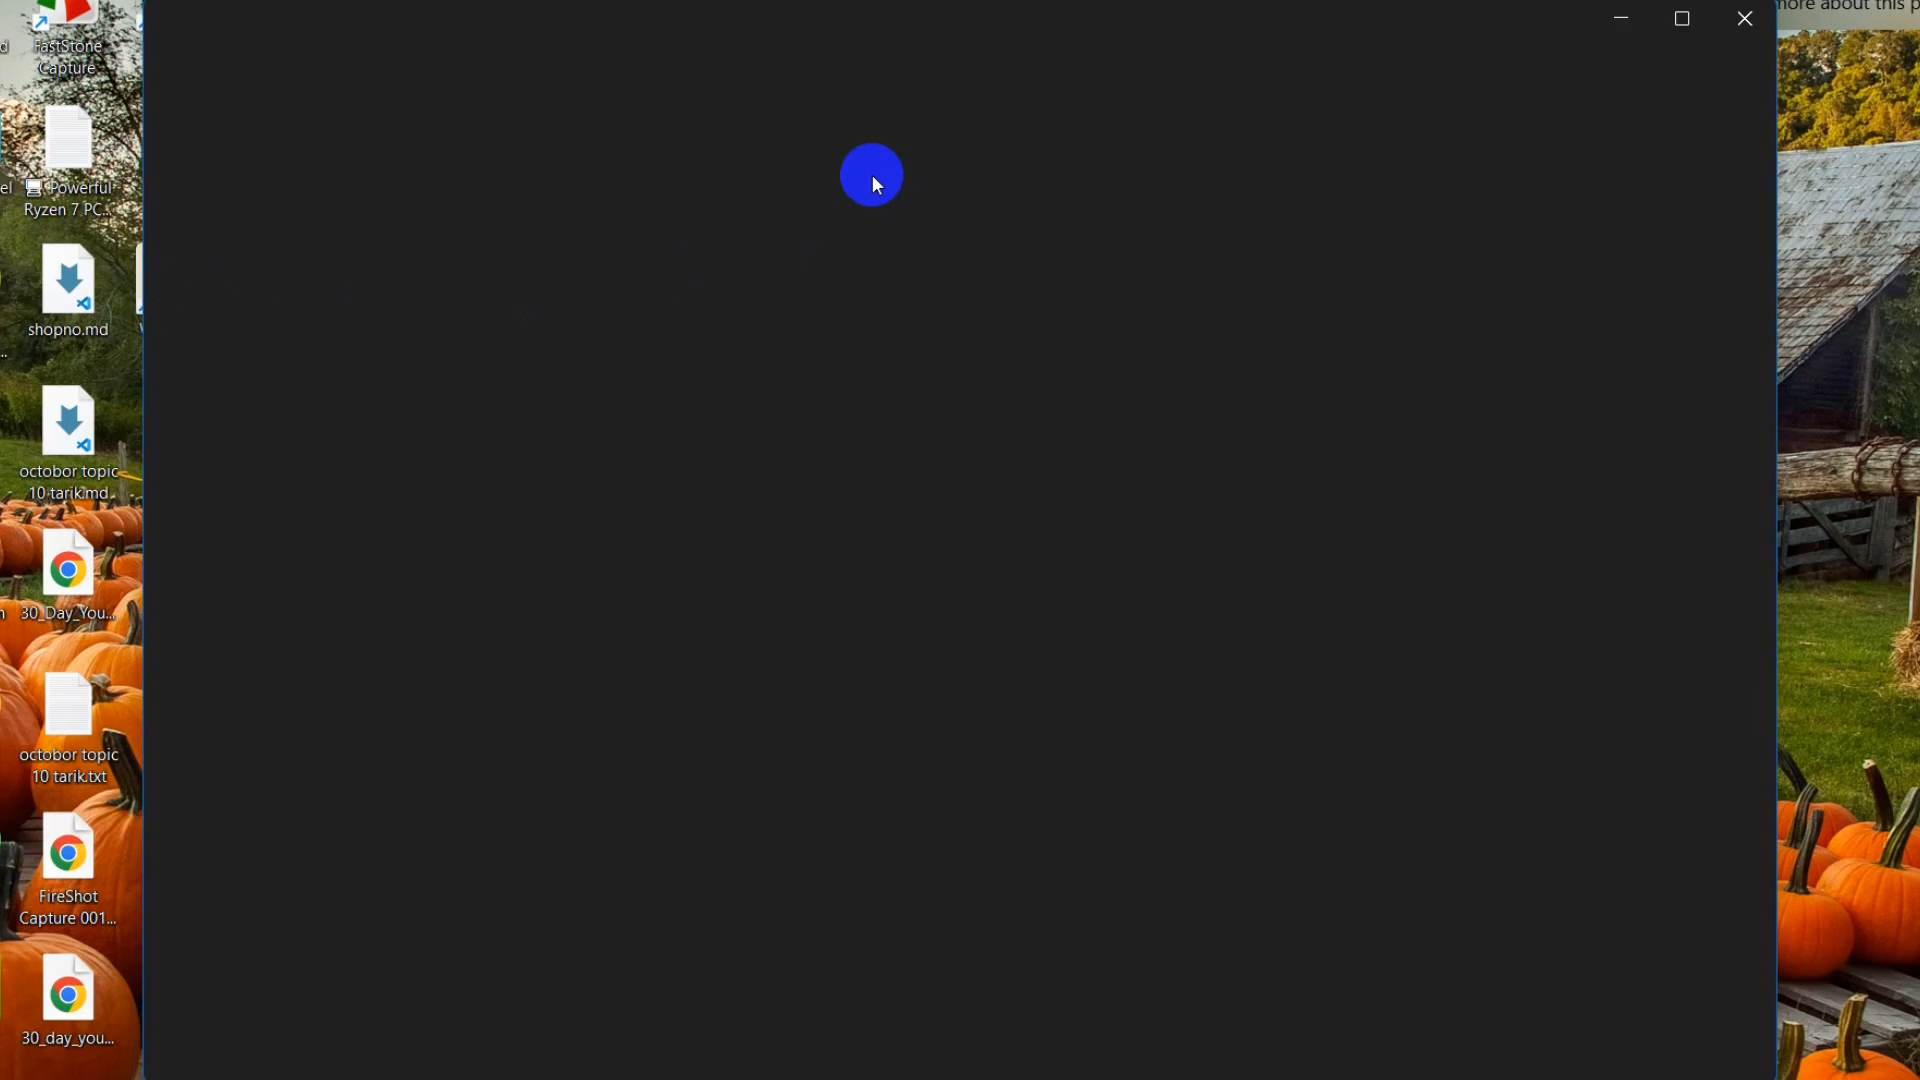 more about this p
FastStone
Capture
Powerful
Ryzen 7 PC...
shopno.md
octobor topic
10 tarik.md
30_Day_You...
octobor topic
10 tarik.txt
FireShot
Capture 001...
30_day_you...